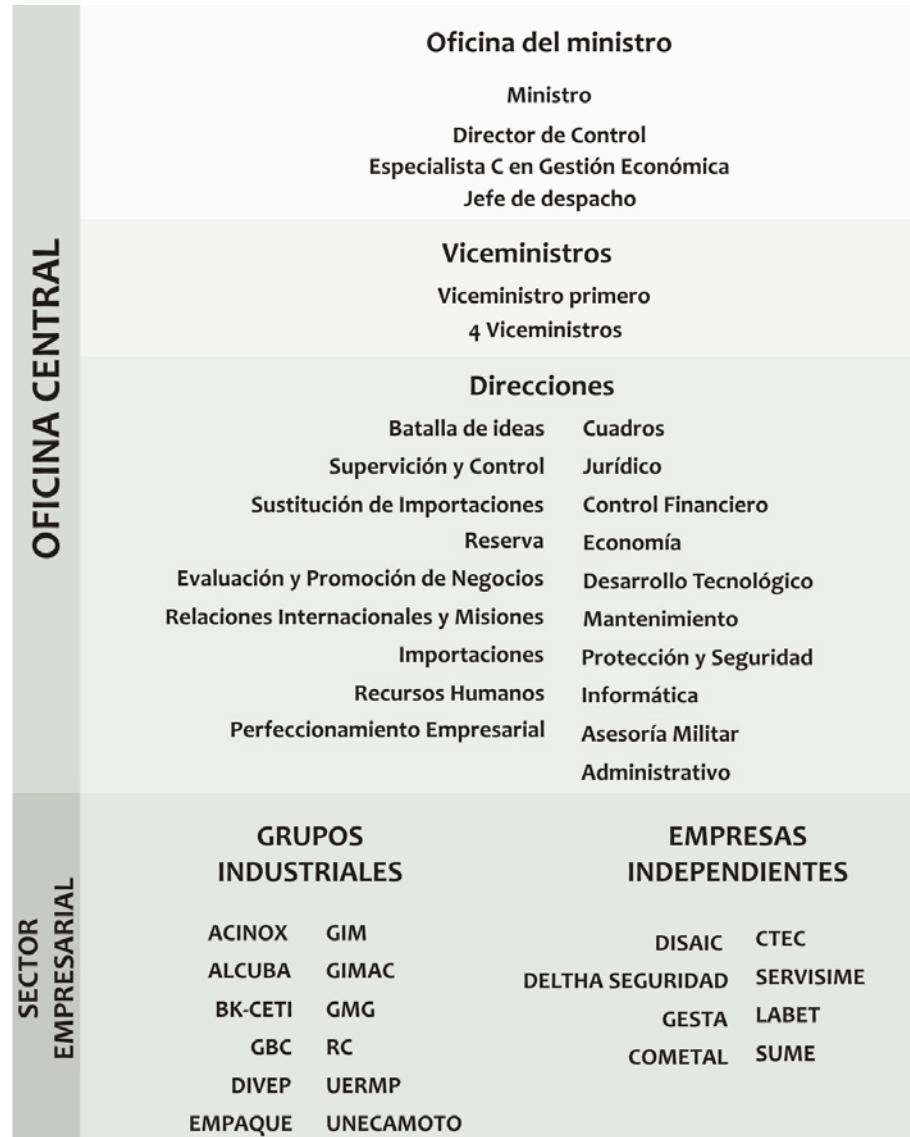 OFICINA CENTRAL
Oficina del ministro
Ministro
Director de Control
Especialista C en Gestión Económica
Jefe de despacho
Viceministros
Viceministro primero
4 Viceministros
Direcciones
Batalla de ideas
Supervición y Control
Sustitución de Importaciones
Reserva
Evaluación y Promoción de Negocios
Relaciones Internacionales y Misiones
Importaciones
Recursos Humanos
Perfeccionamiento Empresarial
Cuadros
Jurídico
Control Financiero
Economía
Desarrollo Tecnológico
Mantenimiento
Protección y Seguridad
Informática
Asesoría Militar
Administrativo
SECTOR
EMPRESARIAL
GRUPOS
INDUSTRIALES
ACINOX
ALCUBA
BK-CETI
GBC
DIVEP
EMPAQUE
GIM
GIMAC
GMG
RC
UERMP
UNECAMOTO
EMPRESAS
INDEPENDIENTES
DISAIC
DELTHA SEGURIDAD
GESTA
COMETAL
CTEC
SERVISIME
LABET
SUME